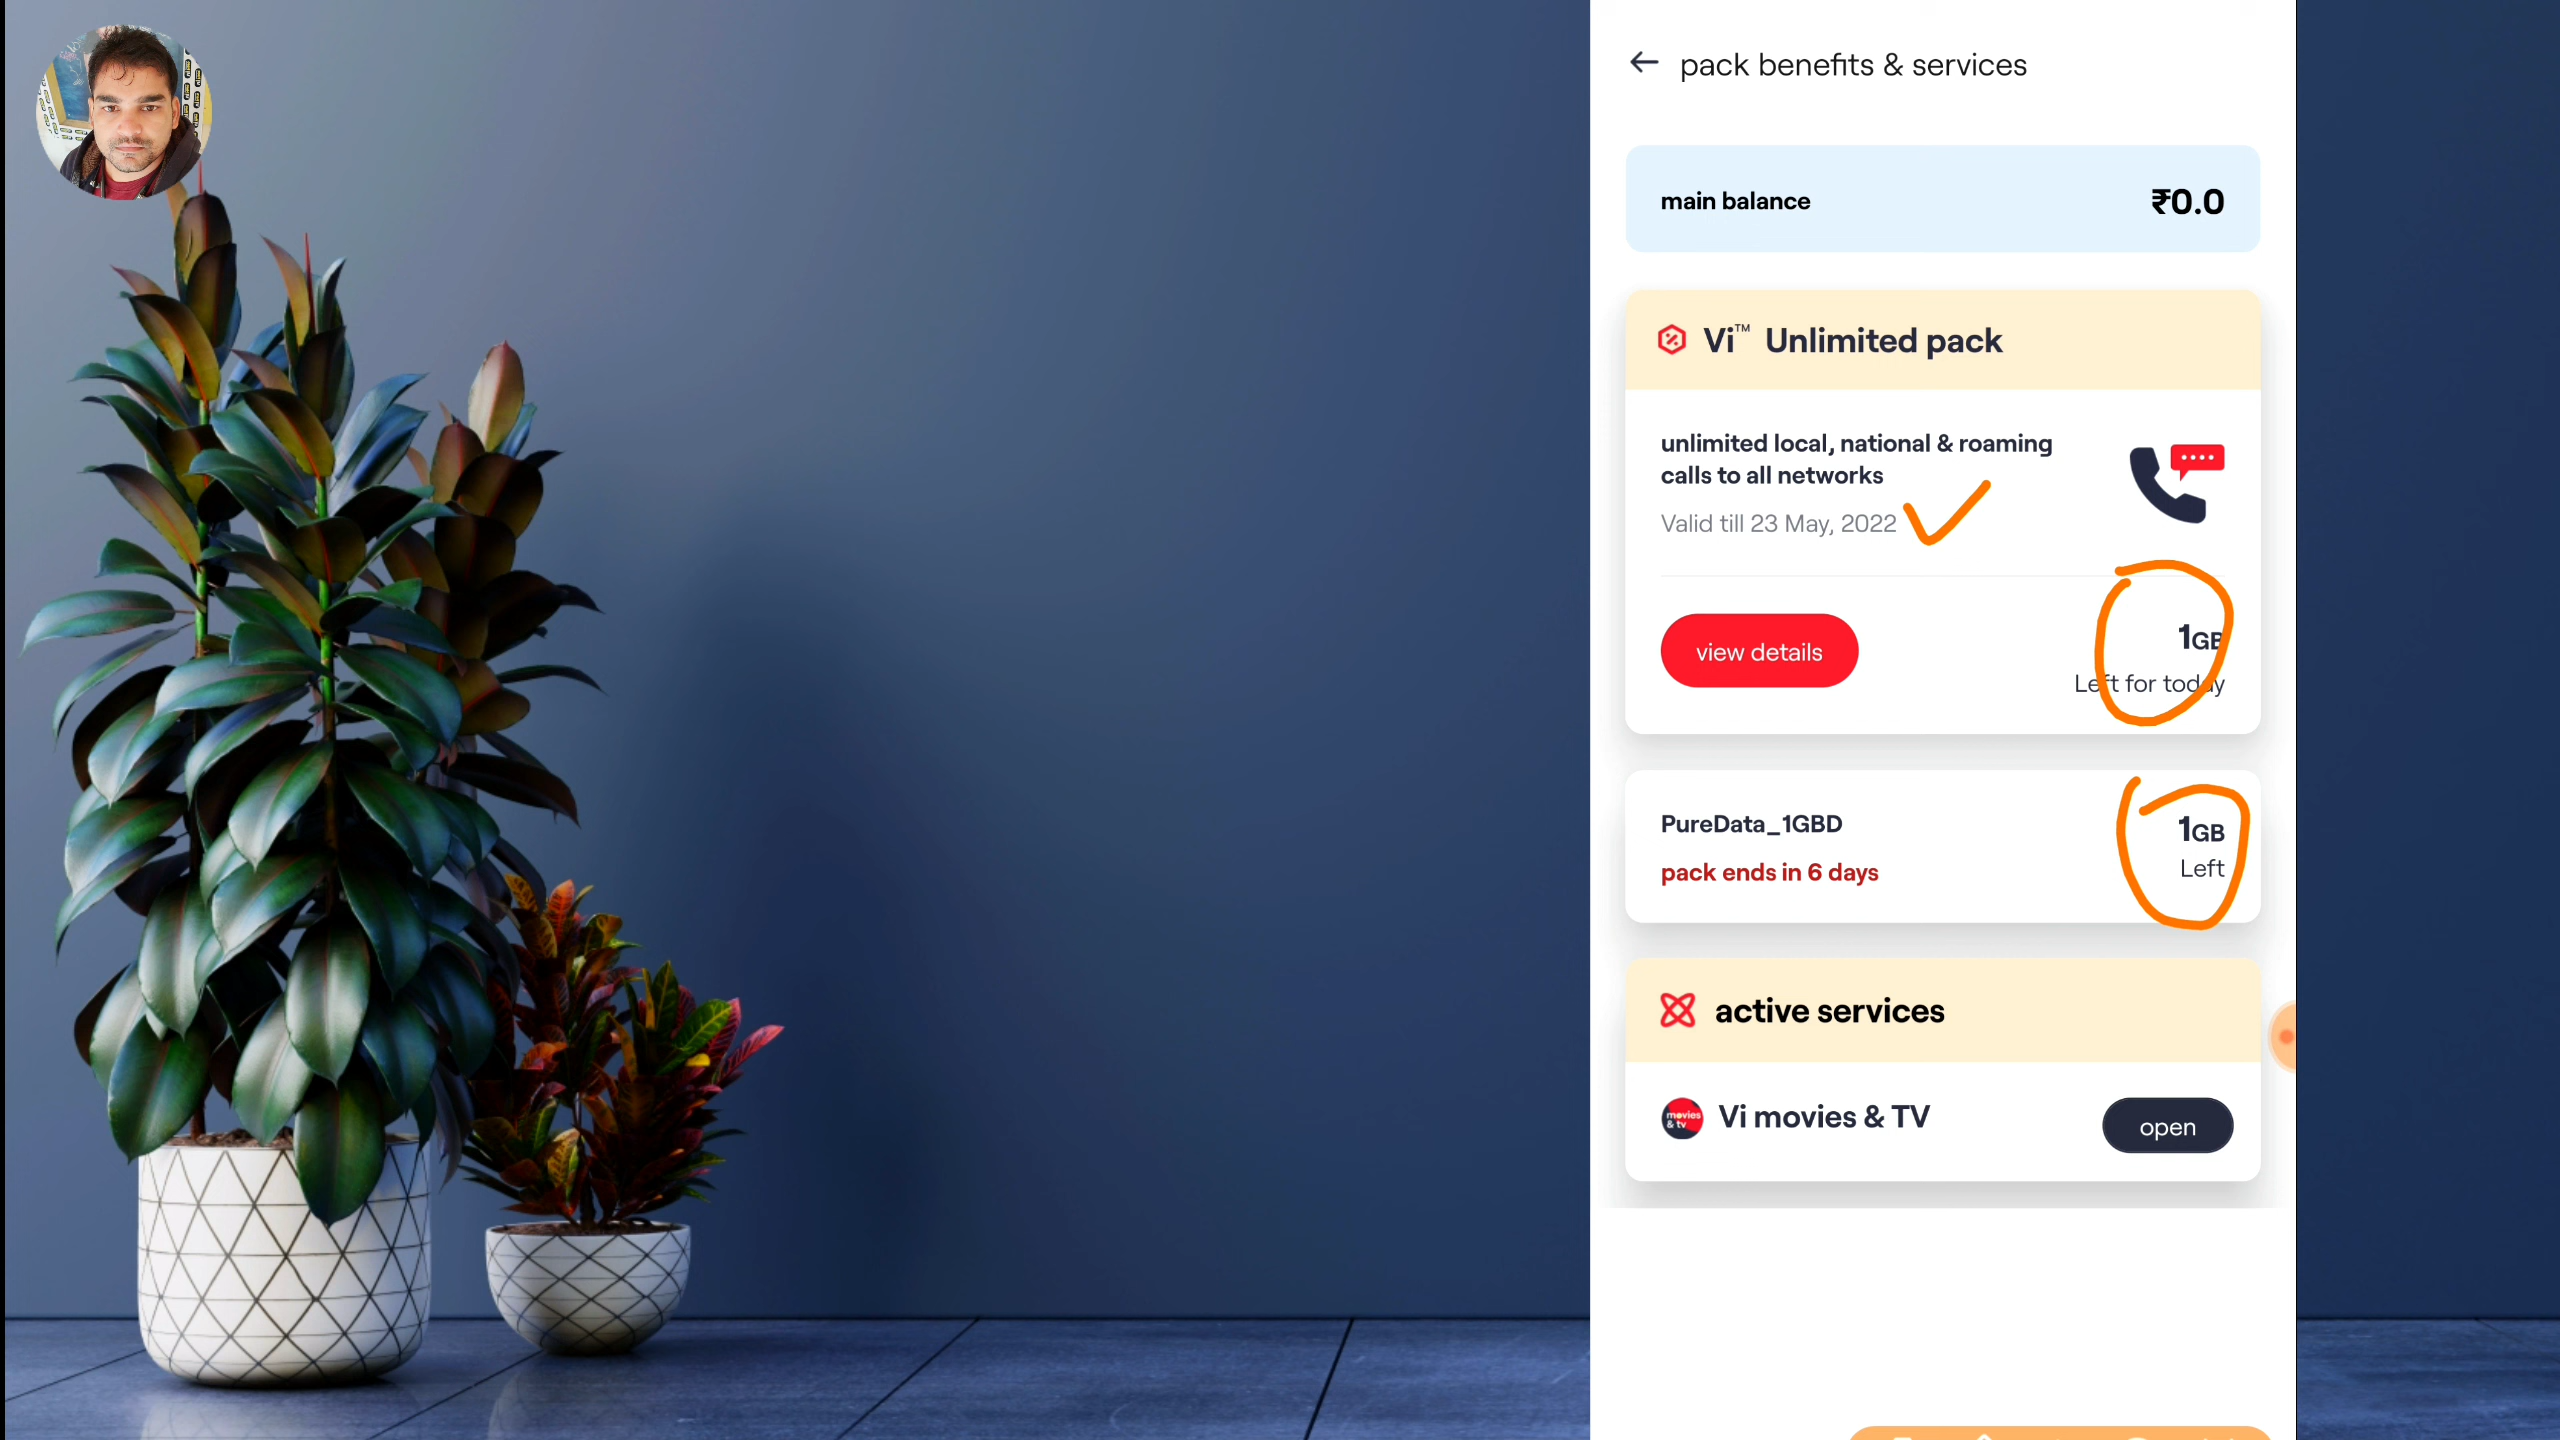 pack benefits & services
main balance
₹0.0
Vi™ Unlimited pack
unlimited local, national & roaming
calls to all networks
Valid till 23 May, 2022
view details
1GB
Left for today
PureData_1GBD
pack ends in 6 days
1GB
Left
active services
movies
& tv
Vi movies & TV
open